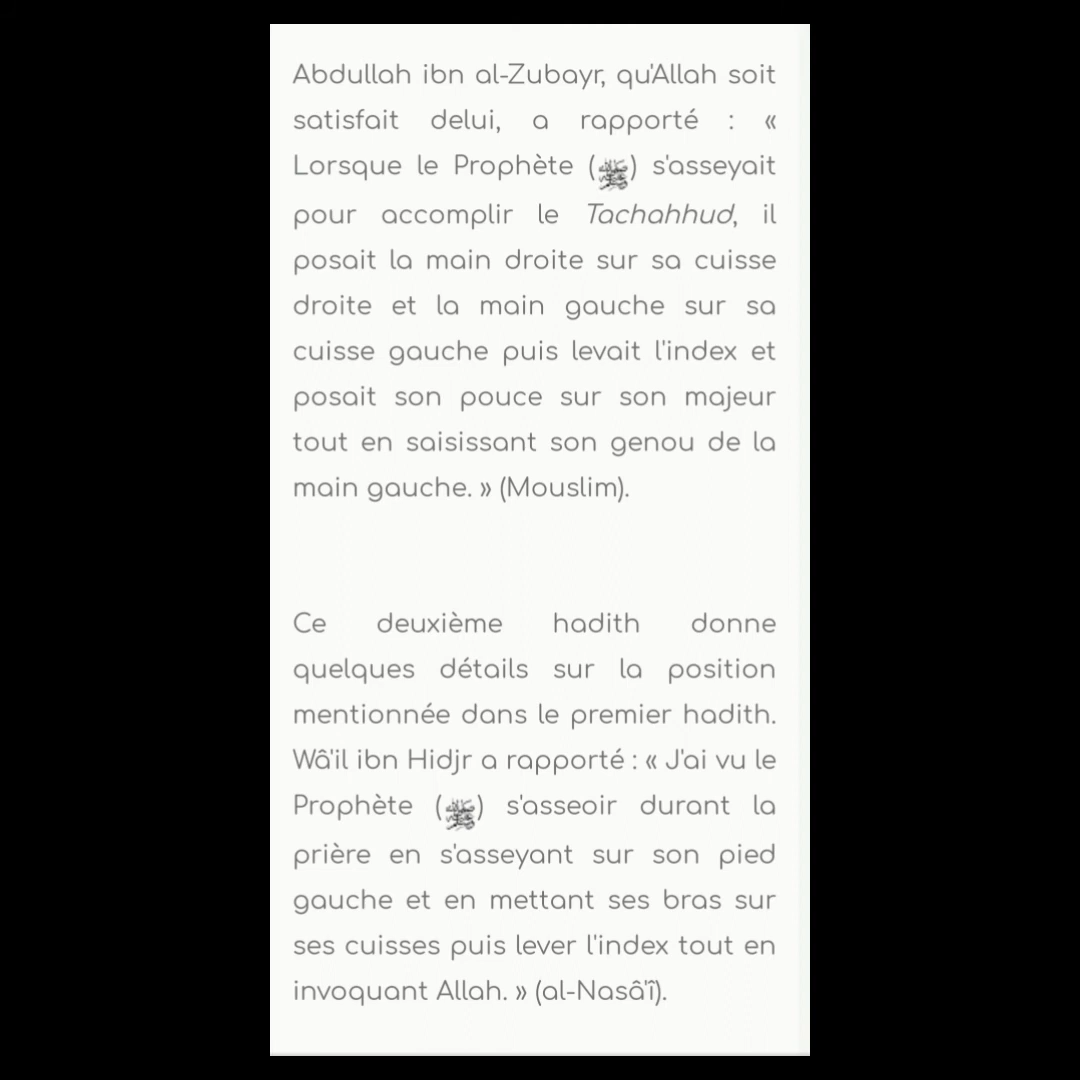 Abdullah ibn al-Zubayr, qu'Allah soit
satisfait delui, a rapporté : «
Lorsque le Prophète (ﷺ) s'asseyait
pour accomplir le Tachahhud, il
posait la main droite sur sa cuisse
droite et la main gauche sur sa
cuisse gauche puis levait l'index et
posait son pouce sur son majeur
tout en saisissant son genou de la
main gauche. » (Mouslim).
Ce deuxième hadith donne
quelques détails sur la position
mentionnée dans le premier hadith.
Wâ'il ibn Hidjr a rapporté : « J'ai vu le
Prophète (ﷺ) s'asseoir durant la
prière en s'asseyant sur son pied
gauche et en mettant ses bras sur
ses cuisses puis lever l'index tout en
invoquant Allah. » (al-Nasâ'î).